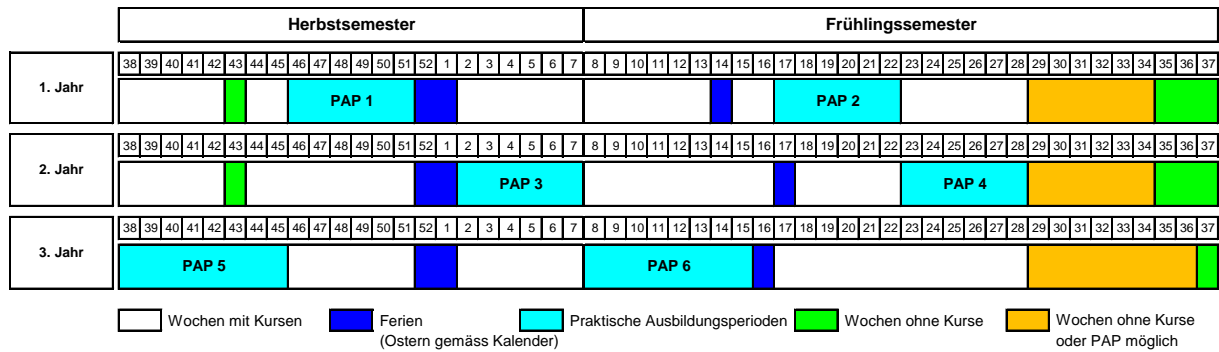 Herbstsemester Frühlingssemester
38 39 40 41 42 43 44 45 46 47 48 49 50 51 52 1 2 3 4 5 6 7 8 9 10 11 12 13 14 15 16 17 18 19 20 21 22 23 24 25 26 27 28 29 30 31 32 33 34 35 36 37
1. Jahr PAP 1 PAP 2
38 39 40 41 42 43 44 45 46 47 48 49 50 51 52 1 2 3 4 5 6 7 8 9 10 11 12 13 14 15 16 17 18 19 20 21 22 23 24 25 26 27 28 29 30 31 32 33 34 35 36 37
2. Jahr PAP 3 PAP 4
38 39 40 41 42 43 44 45 46 47 48 49 50 51 52 1 2 3 4 5 6 7 8 9 10 11 12 13 14 15 16 17 18 19 20 21 22 23 24 25 26 27 28 29 30 31 32 33 34 35 36 37
3. Jahr PAP 5 PAP 6
Wochen mit Kursen Ferien Praktische Ausbildungsperioden Wochen ohne Kurse Wochen ohne Kurse
(Ostern gemäss Kalender) oder PAP möglich